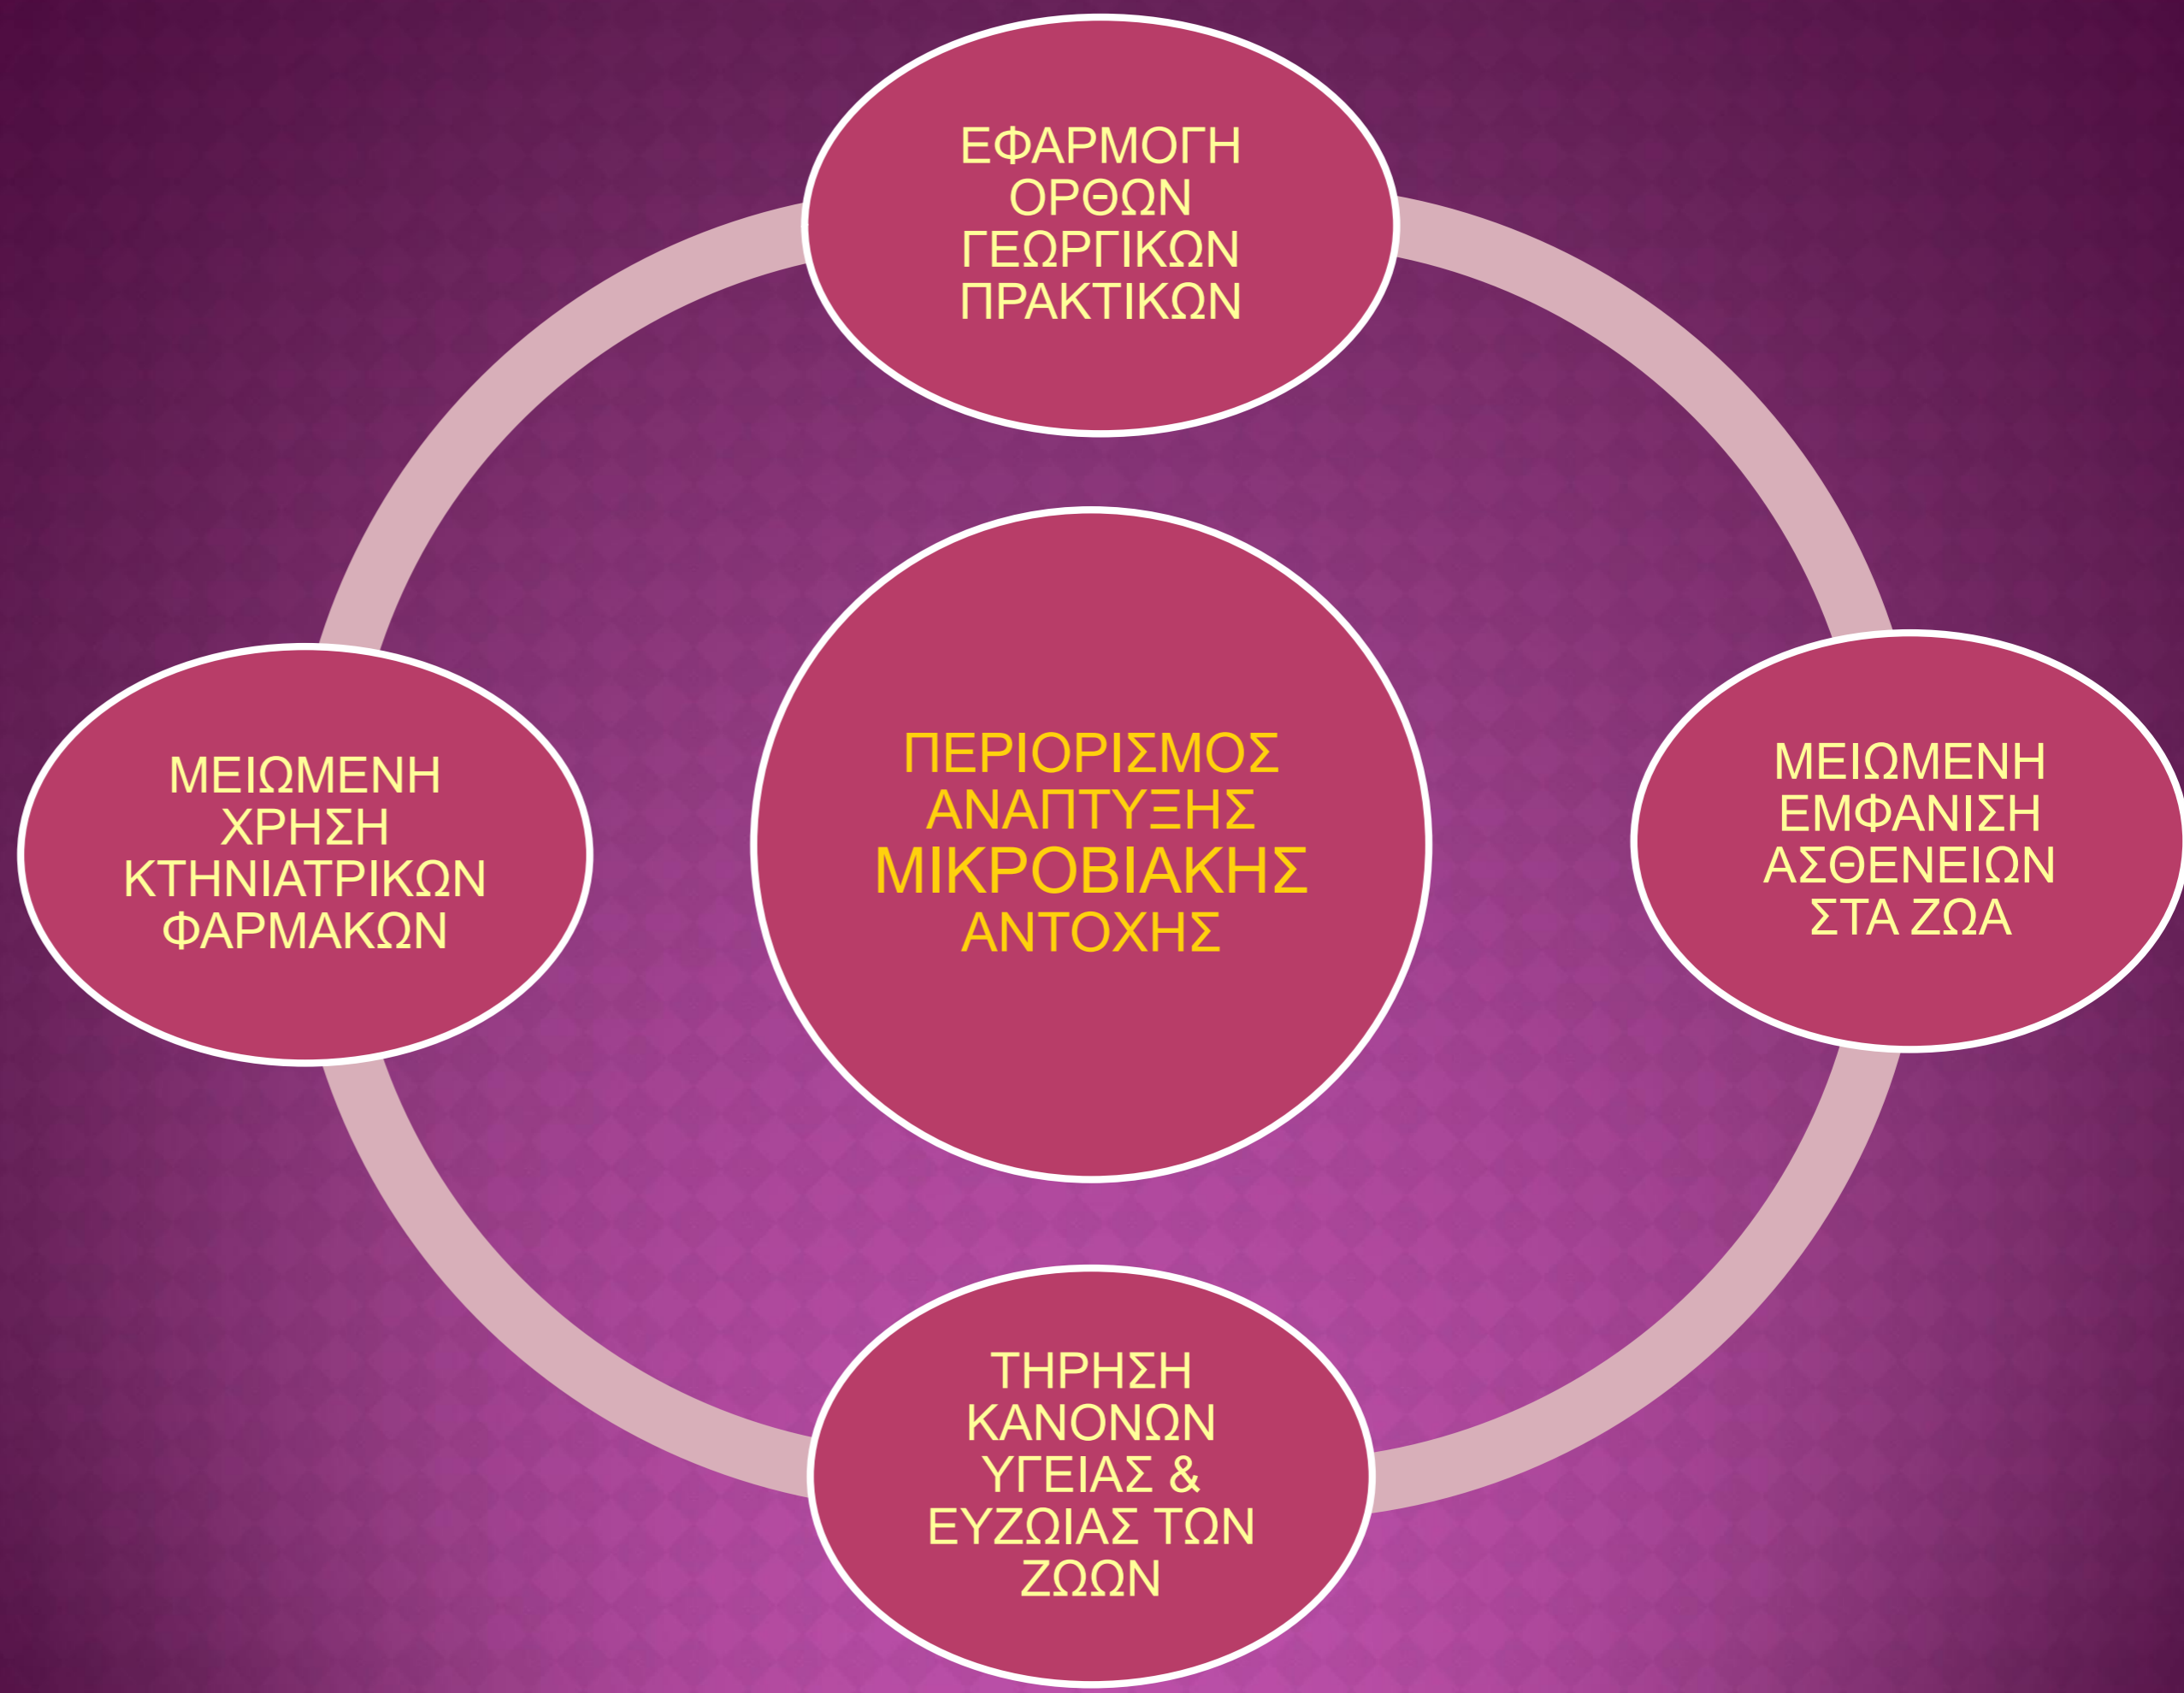 ΕΦΑΡΜΟΓΗ
ΟΡΘΩΝ
ΓΕΩΡΓΙΚΩΝ
ΠΡΑΚΤΙΚΩΝ
ΜΕΙΩΜΕΝΗ
ΧΡΗΣΗ
ΚΤΗΝΙΑΤΡΙΚΩΝ
ΦΑΡΜΑΚΩΝ
ΠΕΡΙΟΡΙΣΜΟΣ
ΑΝΑΠΤΥΞΗΣ
ΜΙΚΡΟΒΙΑΚΗΣ
ΑΝΤΟΧΗΣ
ΜΕΙΩΜΕΝΗ
ΕΜΦΑΝΙΣΗ
ΑΣΘΕΝΕΙΩΝ
ΣΤΑ ΖΩΑ
ΤΗΡΗΣΗ
ΚΑΝΟΝΩΝ
ΥΓΕΙΑΣ &
ΕΥΖΩΙΑΣ ΤΩΝ
ΖΩΩΝ